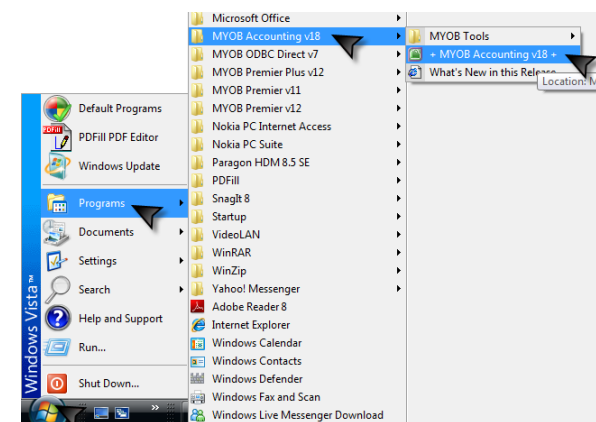 Default Programs
PDFill PDF Editor
Windows Update
Programs
Documents
Settings
Search
Help and Support
Run...
Shut Down...
Windows Vista™
»
Microsoft Office
MYOB Accounting v18
MYOB ODBC Direct v7
MYOB Premier Plus v12
MYOB Premier v11
MYOB Premier v12
Nokia PC Internet Access
Nokia PC Suite
Paragon HDM 8.5 SE
PDFill
SnagIt 8
Startup
VideoLAN
WinRAR
WinZip
Yahoo! Messenger
Adobe Reader 8
Internet Explorer
Windows Calendar
Windows Contacts
Windows Defender
Windows Fax and Scan
Windows Live Messenger Download
MYOB Tools
+ MYOB Accounting v18 +
What's New in this Release
Location: M